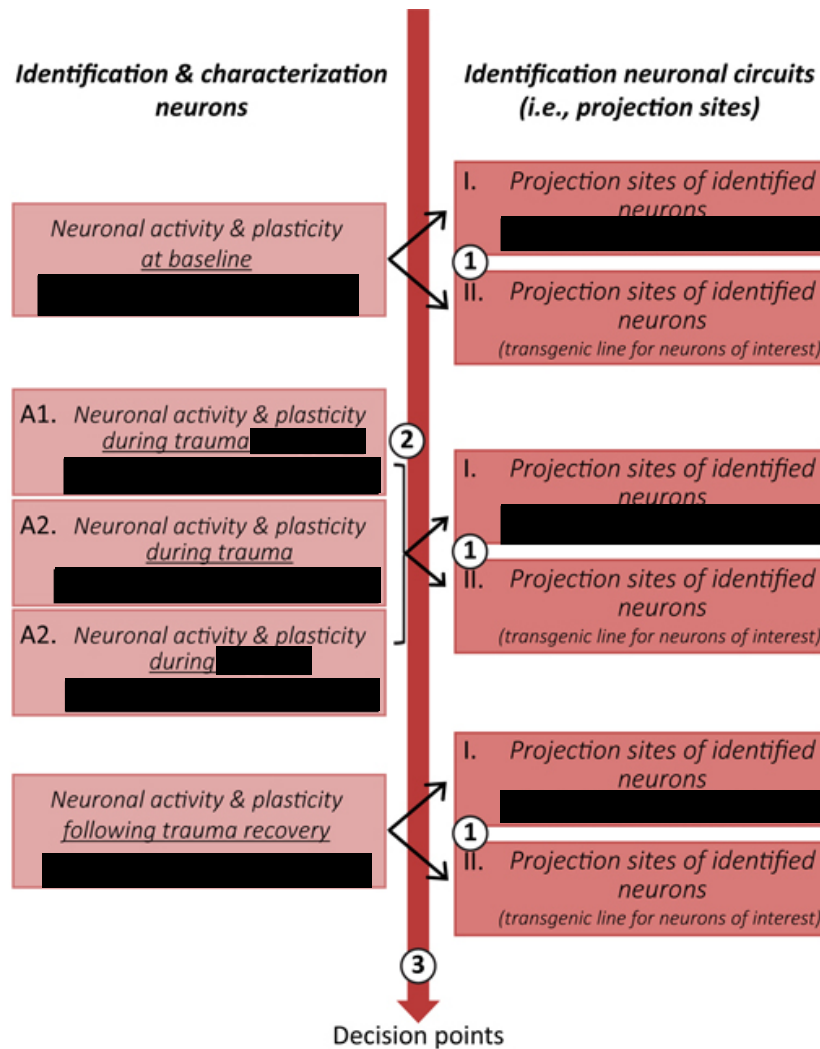 Identification & characterization
neurons
Identification neuronal circuits
(i.e., projection sites)
Neuronal activity & plasticity
at baseline
I. Projection sites of identified
neurons
1
II. Projection sites of identified
neurons
(transgenic line for neurons of interest)
A1. Neuronal activity & plasticity
during trauma
2
A2. Neuronal activity & plasticity
during trauma
A2. Neuronal activity & plasticity
during
I. Projection sites of identified
neurons
1
II. Projection sites of identified
neurons
(transgenic line for neurons of interest)
Neuronal activity & plasticity
following trauma recovery
I. Projection sites of identified
neurons
1
II. Projection sites of identified
neurons
(transgenic line for neurons of interest)
3
Decision points